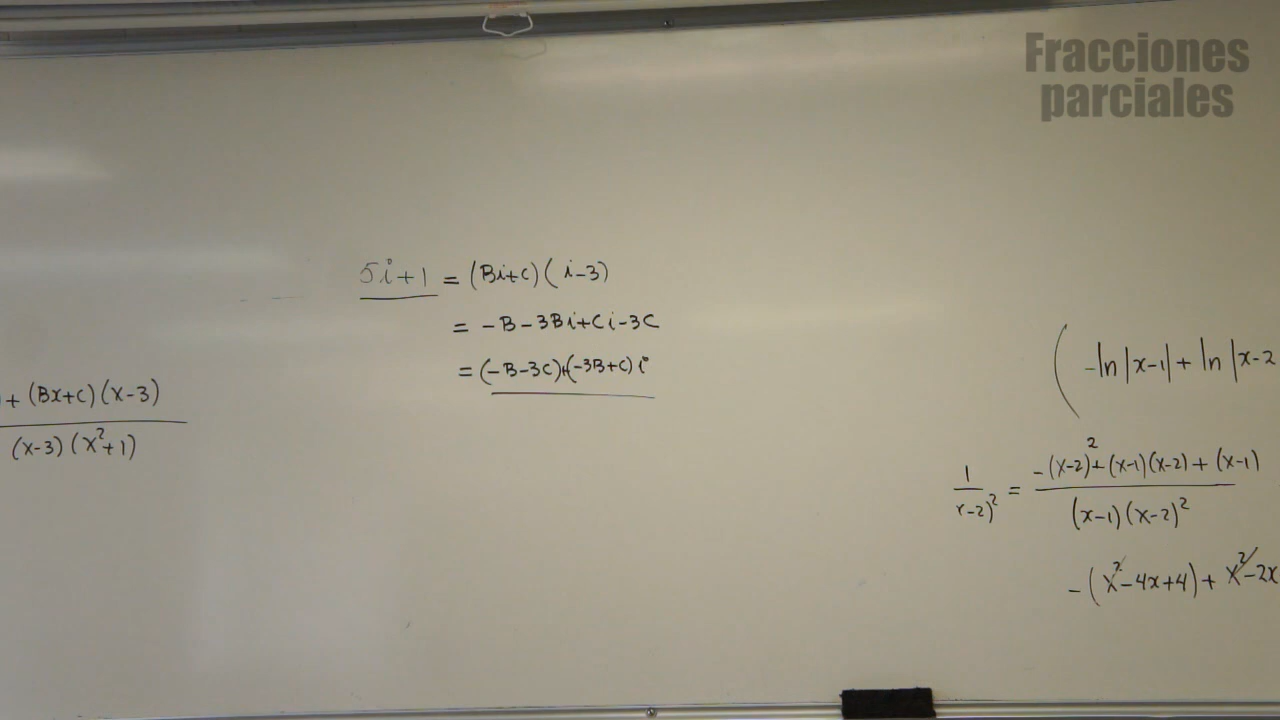 Fracciones
parciales
5i+1 = (Bi+C)(i-3)
= -B-3Bi+Ci-3C
= (-B-3C)+(-3B+C)i
+ (Bx+C)(x-3)
(x-3)(x²+1)
(-ln|x-1| + ln|x-2
1 / x-2)² = -(x-2)²+(x-1)(x-2)+(x-1) / (x-1)(x-2)²
-(x²-4x+4)+x²-2x